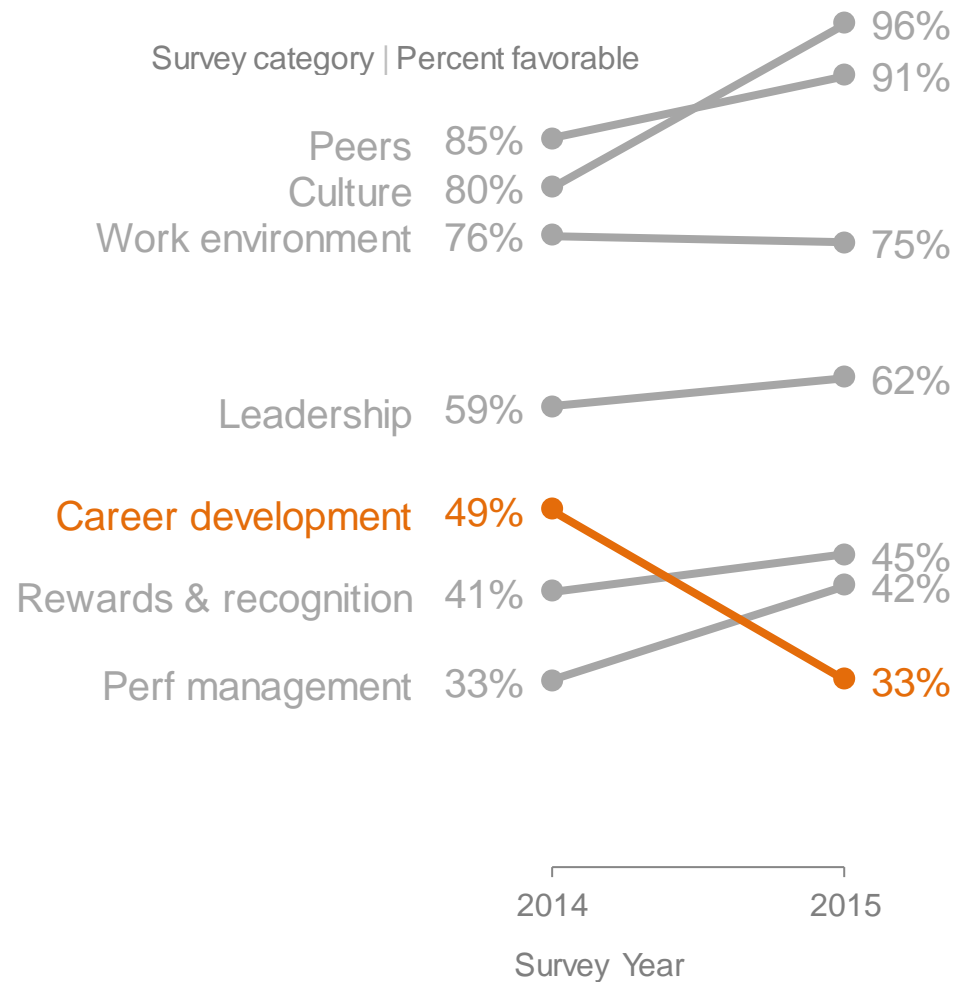 96%
Survey category | Percent favorable
91%
Peers 85%
Culture 80%
Work environment 76% 75%
Leadership 59% 62%
Career development 49%
45%
Rewards & recognition 41% 42%
Perf management 33% 33%
2014 2015
Survey Year